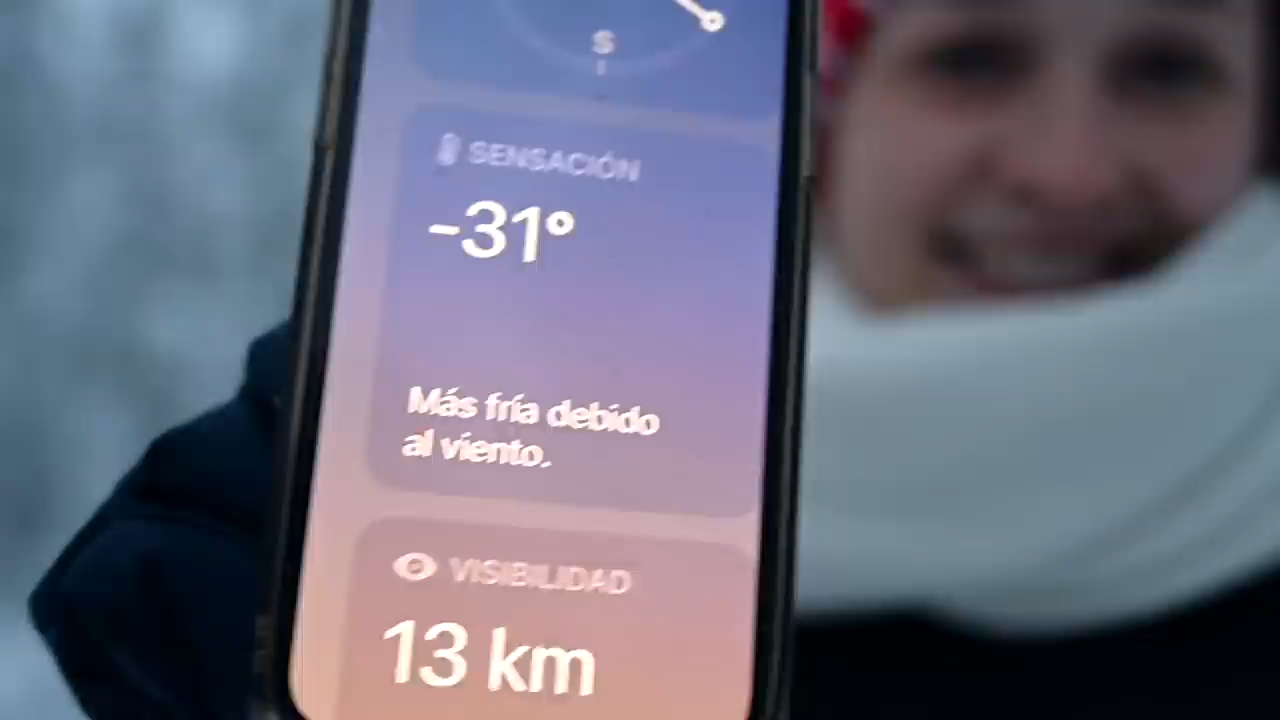 S
SENSACIÓN
-31°
Más fría debido
al viento.
VISIBILIDAD
13 km